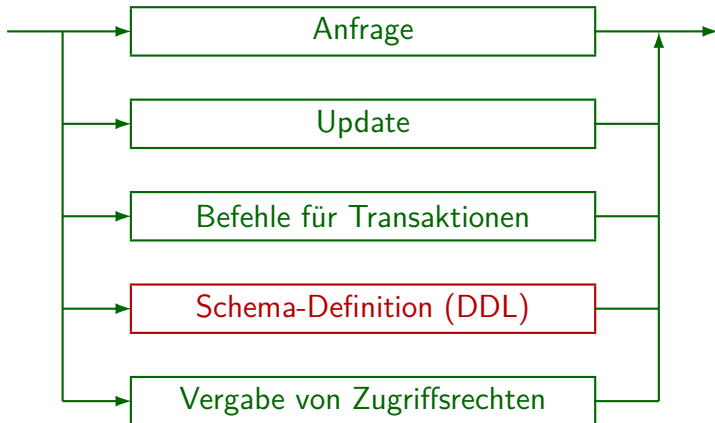 Anfrage
Update
Befehle für Transaktionen
Schema-Definition (DDL)
Vergabe von Zugriffsrechten